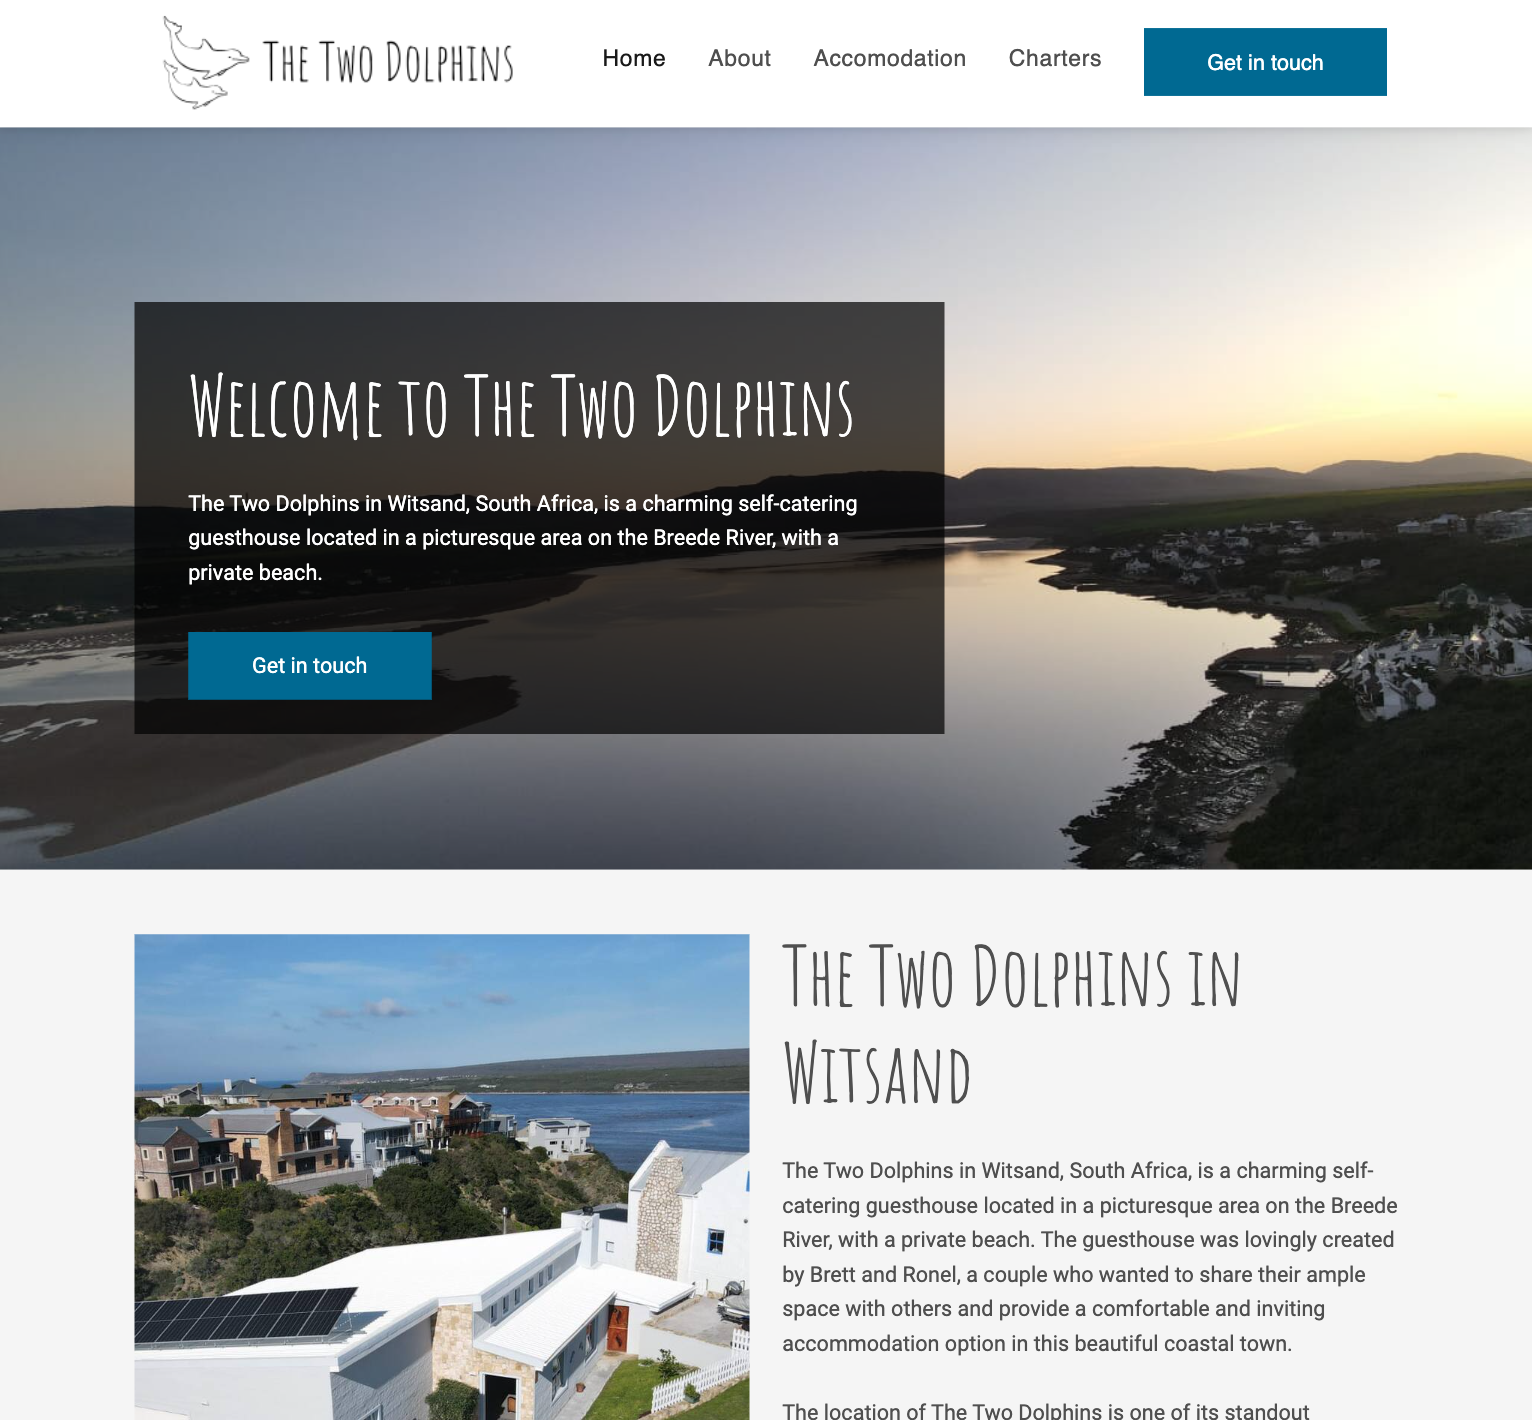 The Two Dolphins
Home
About
Accomodation
Charters
Get in touch
Welcome to The Two Dolphins
The Two Dolphins in Witsand, South Africa, is a charming self-catering
guesthouse located in a picturesque area on the Breede River, with a
private beach.
Get in touch
The Two Dolphins in
Witsand
The Two Dolphins in Witsand, South Africa, is a charming self-
catering guesthouse located in a picturesque area on the Breede
River, with a private beach. The guesthouse was lovingly created
by Brett and Ronel, a couple who wanted to share their ample
space with others and provide a comfortable and inviting
accommodation option in this beautiful coastal town.
The location of The Two Dolphins is one of its standout